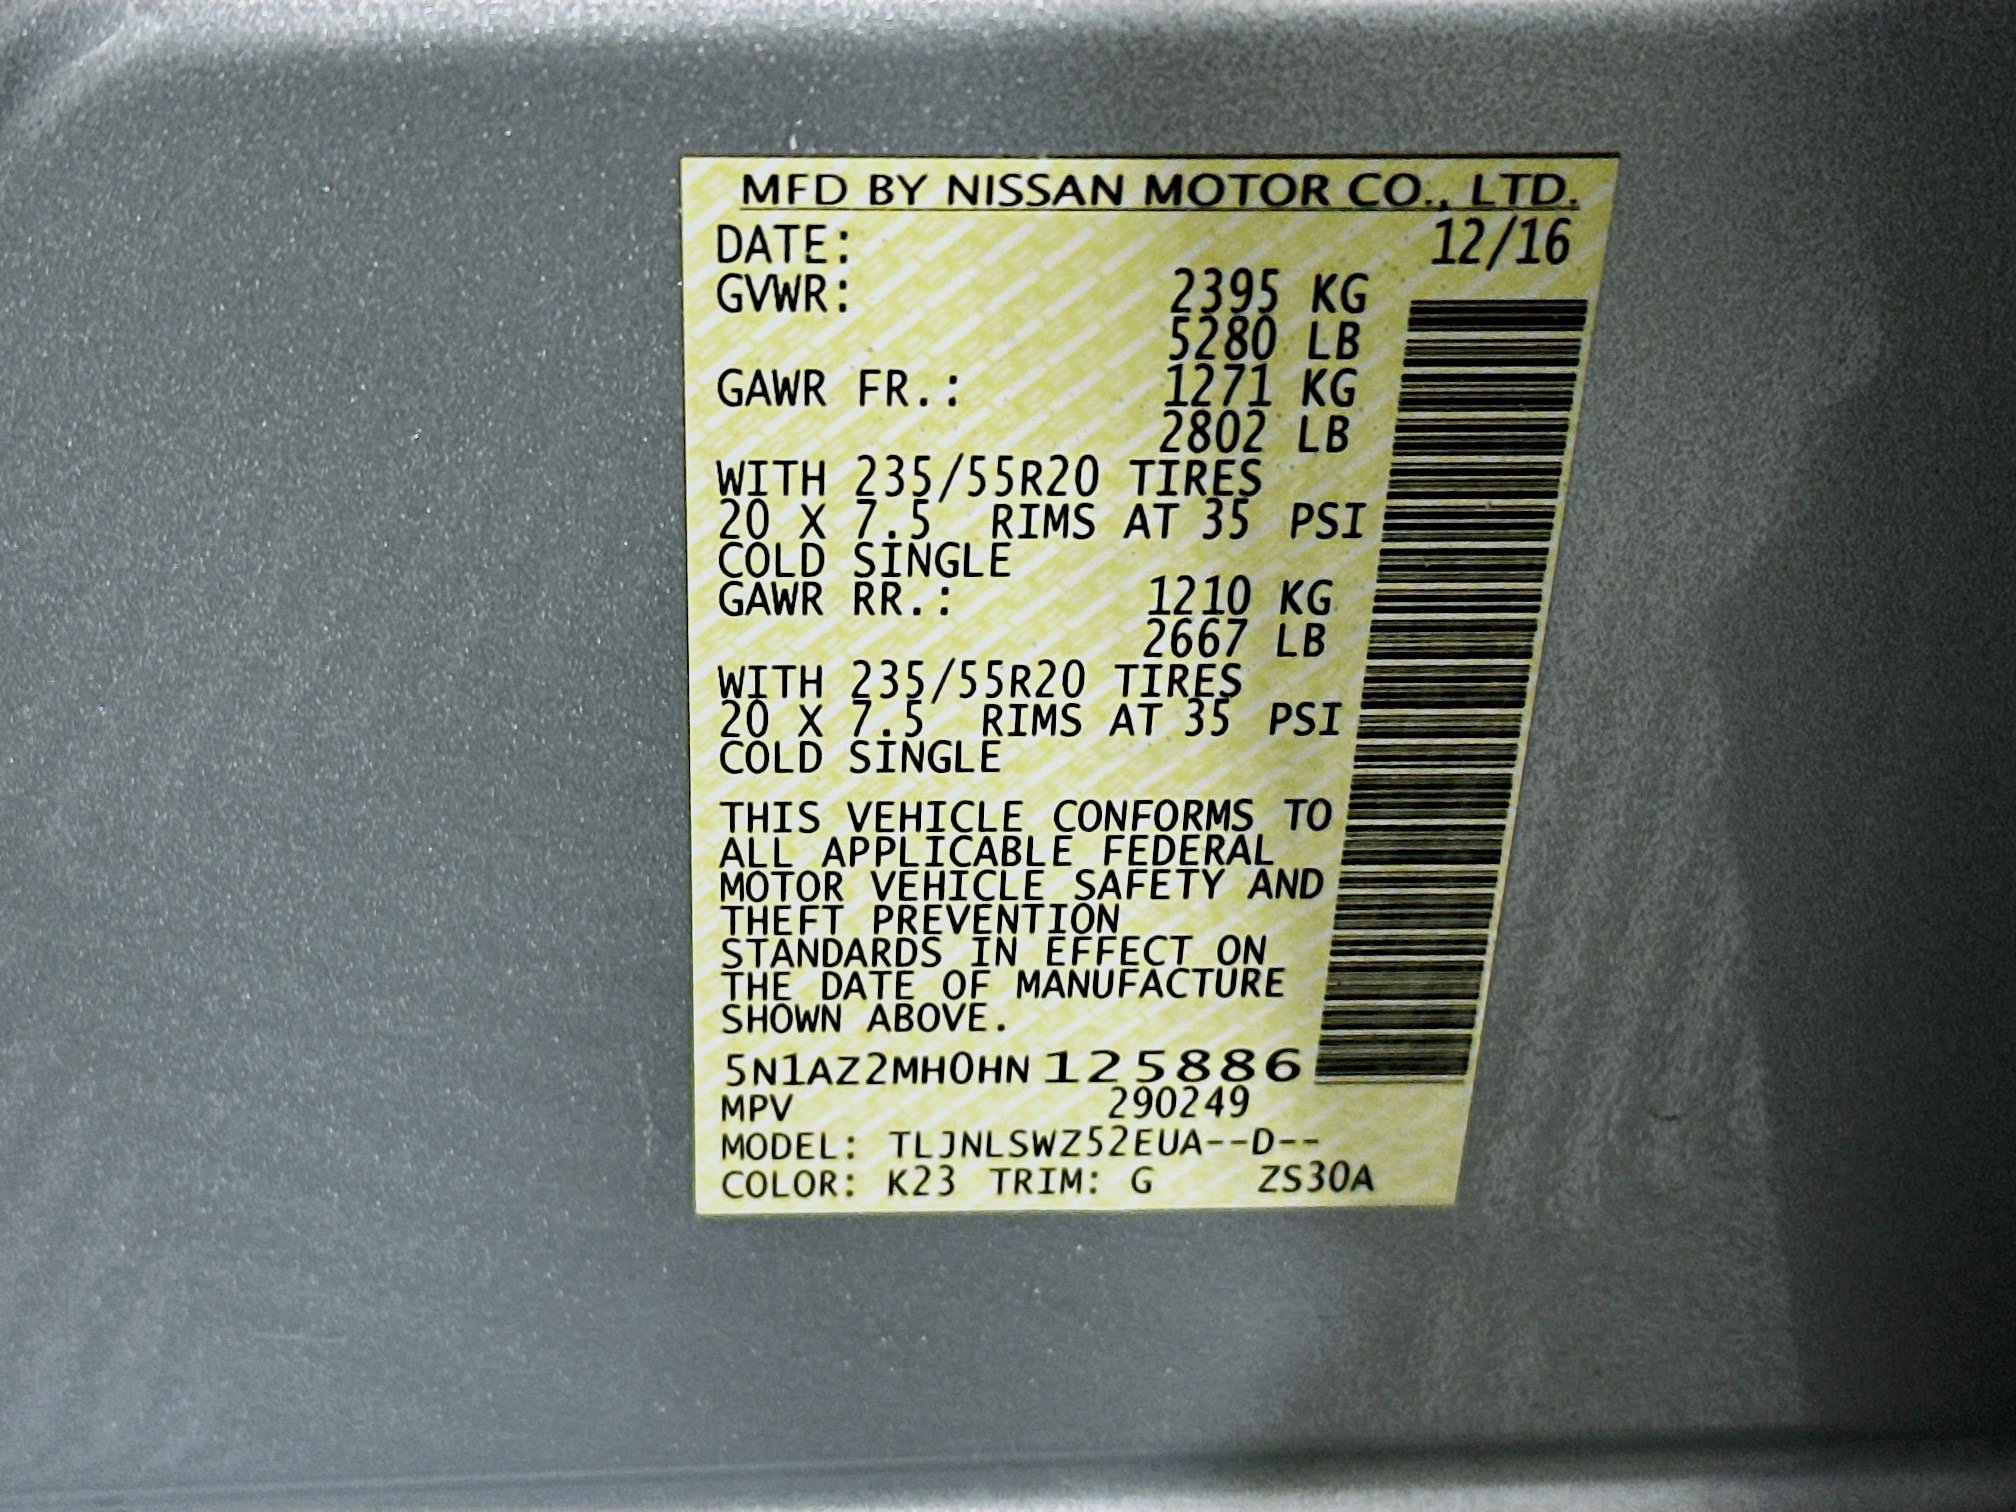 MFD BY NISSAN MOTOR CO., LTD.
DATE: 12/16
GVWR: 2395 KG
5280 LB
GAWR FR.: 1271 KG
2802 LB
WITH 235/55R20 TIRES
20 X 7.5 RIMS AT 35 PSI
COLD SINGLE
GAWR RR.: 1210 KG
2667 LB
WITH 235/55R20 TIRES
20 X 7.5 RIMS AT 35 PSI
COLD SINGLE
THIS VEHICLE CONFORMS TO
ALL APPLICABLE FEDERAL
MOTOR VEHICLE SAFETY AND
THEFT PREVENTION
STANDARDS IN EFFECT ON
THE DATE OF MANUFACTURE
SHOWN ABOVE.
5N1AZ2MH0HN125886
MPV 290249
MODEL: TLJNLSWZ52EUA--D--
COLOR: K23 TRIM: G ZS30A